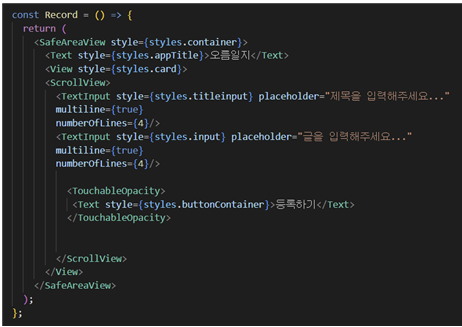 const Record = () => {
return (
<SafeAreaView style={styles.container}>
<Text style={styles.appTitle}>오름일지</Text>
<View style={styles.card}>
<ScrollView>
<TextInput style={styles.titleinput} placeholder="제목을 입력해주세요..."
multiline={true}
numberOfLines={4}/>
<TextInput style={styles.input} placeholder="글을 입력해주세요..."
multiline={true}
numberOfLines={4}/>
<TouchableOpacity>
<Text style={styles.buttonContainer}>등록하기</Text>
</TouchableOpacity>
</ScrollView>
</View>
</SafeAreaView>
);
};